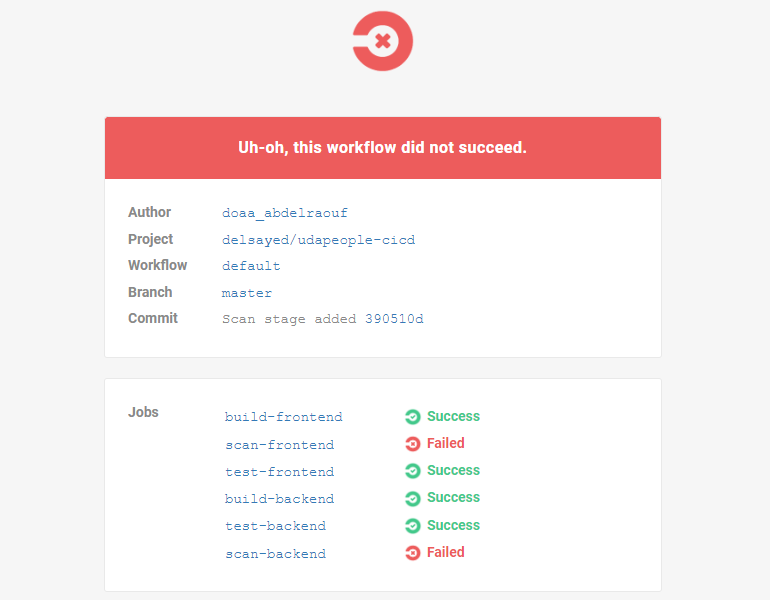 Uh-oh, this workflow did not succeed.
Author doaa_abdelraouf
Project delsayed/udapeople-cicd
Workflow default
Branch master
Commit Scan stage added 390510d
Jobs
build-frontend Success
scan-frontend Failed
test-frontend Success
build-backend Success
test-backend Success
scan-backend Failed